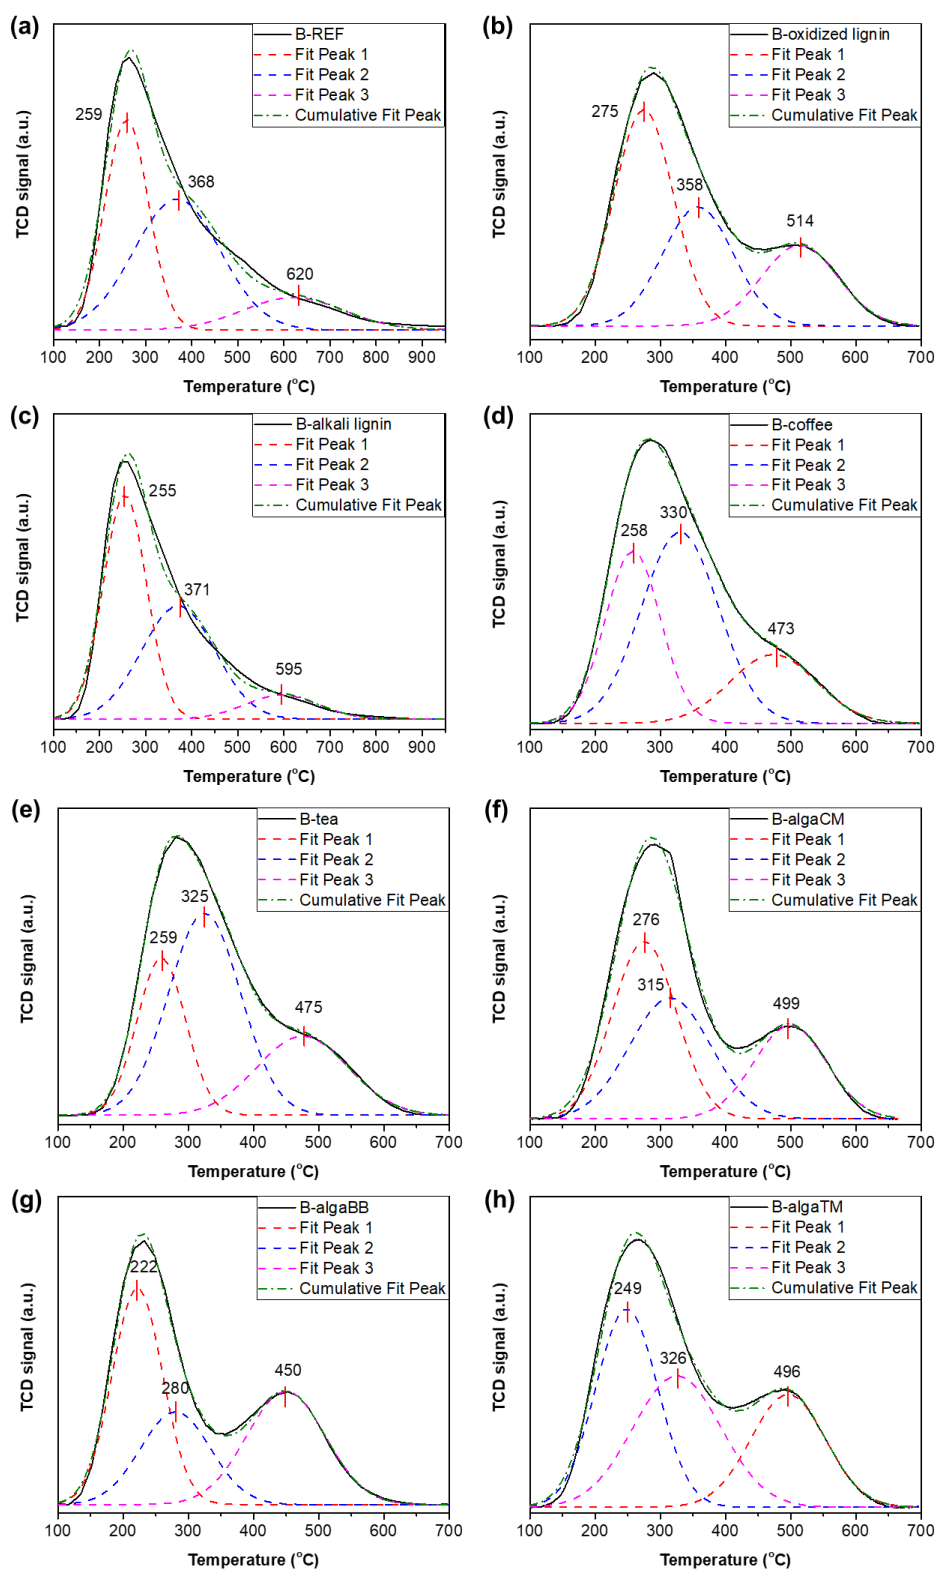 (a)
B-REF
Fit Peak 1
Fit Peak 2
Fit Peak 3
Cumulative Fit Peak
259
368
620
TCD signal (a.u.)
100 200 300 400 500 600 700 800 900
Temperature (°C)
(b)
B-oxidized lignin
Fit Peak 1
Fit Peak 2
Fit Peak 3
Cumulative Fit Peak
275
358
514
TCD signal (a.u.)
100 200 300 400 500 600 700
Temperature (°C)
(c)
B-alkali lignin
Fit Peak 1
Fit Peak 2
Fit Peak 3
Cumulative Fit Peak
255
371
595
TCD signal (a.u.)
100 200 300 400 500 600 700 800 900
Temperature (°C)
(d)
B-coffee
Fit Peak 1
Fit Peak 2
Fit Peak 3
Cumulative Fit Peak
258
330
473
TCD signal (a.u.)
100 200 300 400 500 600 700
Temperature (°C)
(e)
B-tea
Fit Peak 1
Fit Peak 2
Fit Peak 3
Cumulative Fit Peak
259
325
475
TCD signal (a.u.)
100 200 300 400 500 600 700
Temperature (°C)
(f)
B-algaCM
Fit Peak 1
Fit Peak 2
Fit Peak 3
Cumulative Fit Peak
276
315
499
TCD signal (a.u.)
100 200 300 400 500 600 700
Temperature (°C)
(g)
B-algaBB
Fit Peak 1
Fit Peak 2
Fit Peak 3
Cumulative Fit Peak
222
280
450
TCD signal (a.u.)
100 200 300 400 500 600 700
Temperature (°C)
(h)
B-algaTM
Fit Peak 1
Fit Peak 2
Fit Peak 3
Cumulative Fit Peak
249
326
496
TCD signal (a.u.)
100 200 300 400 500 600 700
Temperature (°C)